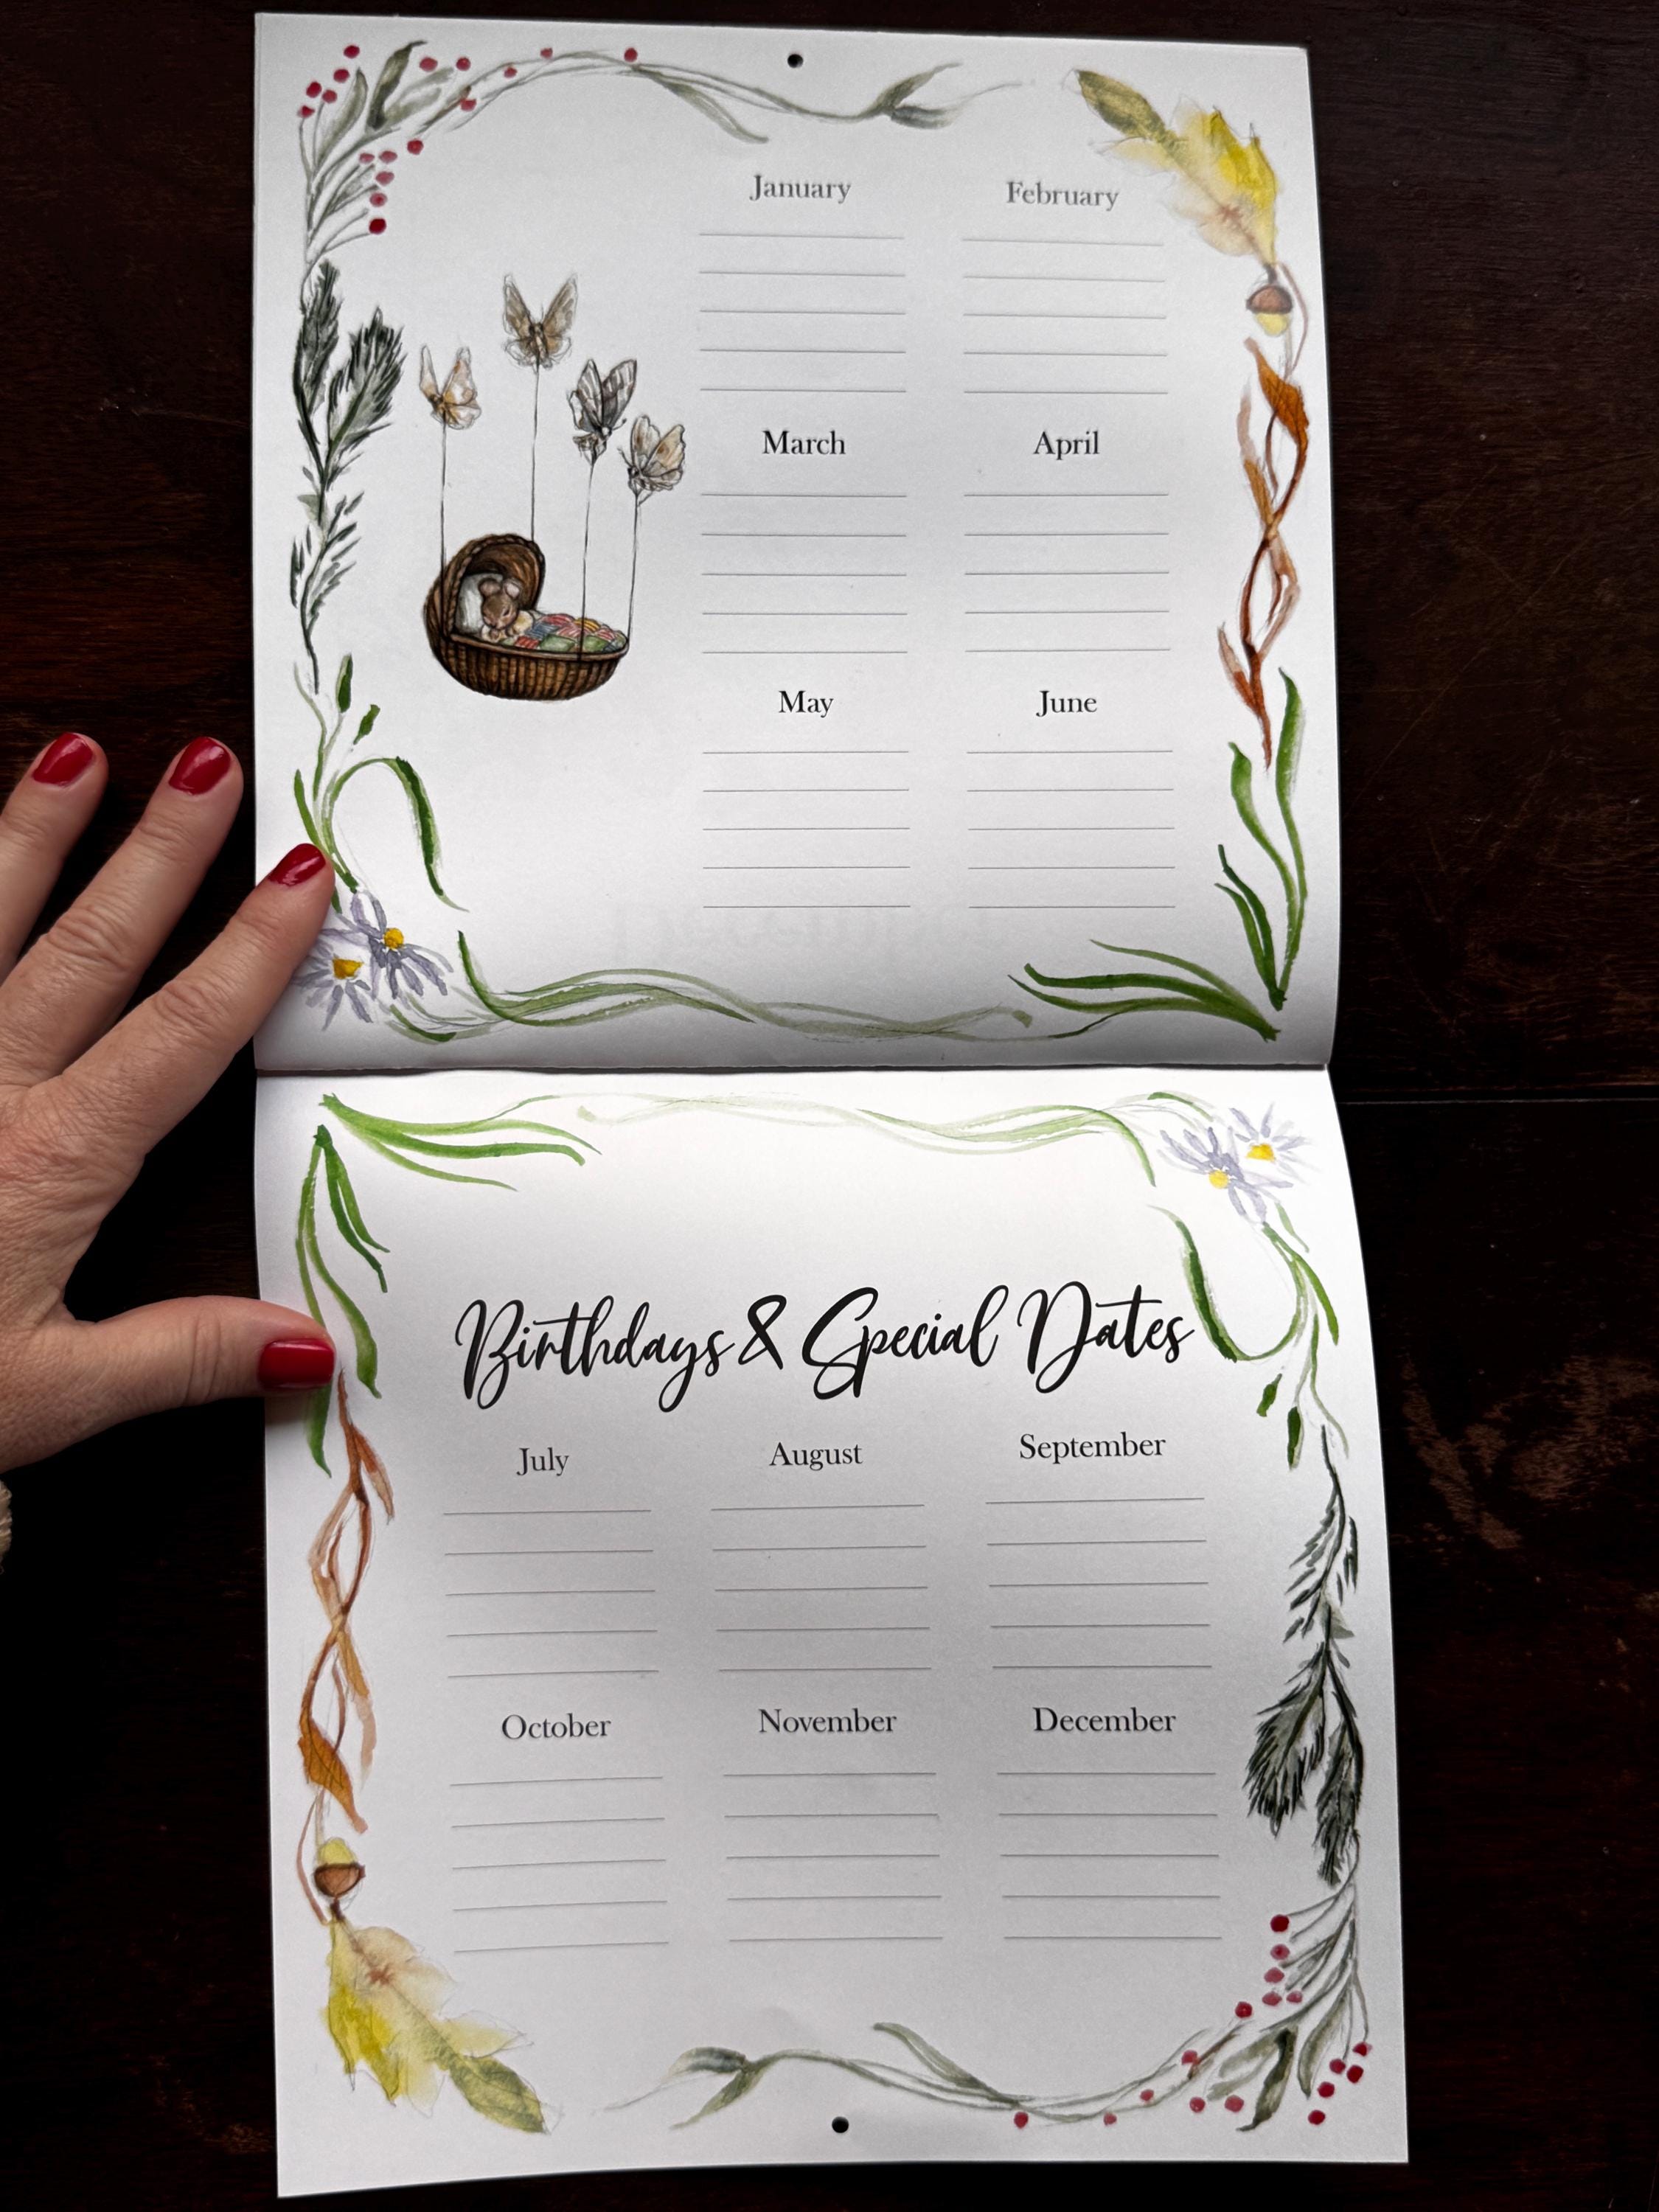 January February
March April
May June
Birthdays & Special Dates
July August September
October November December